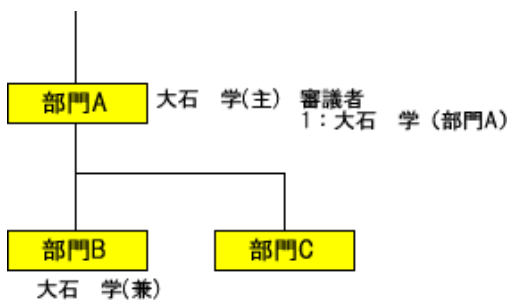 部門A
大石　学(主)　審議者
1：大石　学（部門A）
部門B
部門C
大石　学(兼)